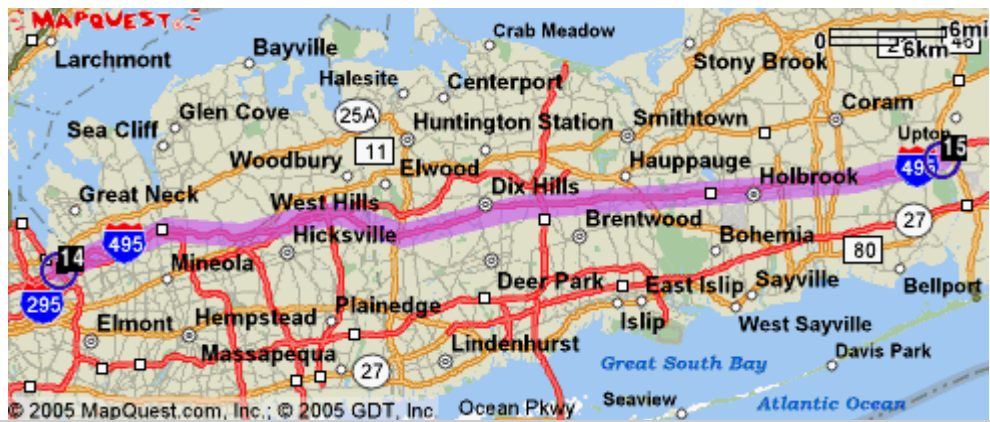 MAPQUEST
Crab Meadow
0 6mi
6km
Larchmont
Bayville
Stony Brook
Halesite
Centerport
Glen Cove
25A
Coram
Huntington Station
Smithtown
Sea Cliff
Upton
11
15
Woodbury
Elwood
Hauppauge
495
Great Neck
Dix Hills
Holbrook
West Hills
Brentwood
27
495
Hicksville
Bohemia
14
80
Mineola
Deer Park
East Islip
Sayville
Bellport
295
Plainedge
Elmont
Hempstead
Islip
West Sayville
Massapequa
Lindenhurst
Davis Park
27
Great South Bay
Seaview
Atlantic Ocean
Ocean Pkwy
© 2005 MapQuest.com, Inc.; © 2005 GDT, Inc.